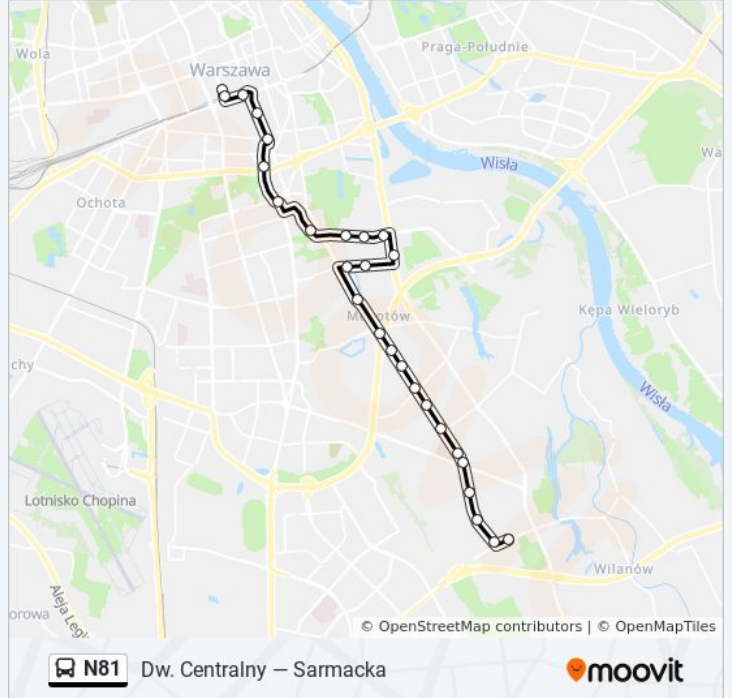 Wola
Praga-Południe
Warszawa
Wisła
Wa
Ochota
Kępa Wieloryb
Mokotów
chy
Wisła
Lotnisko Chopina
Wilanów
orowa
Aleja Legi
© OpenStreetMap contributors | © OpenMapTiles
N81 Dw. Centralny — Sarmacka moovit